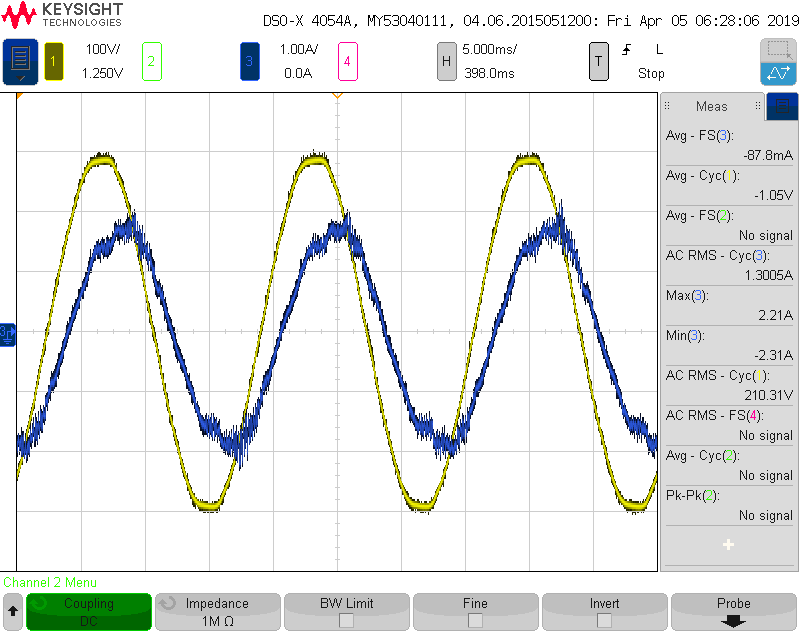 KEYSIGHT
TECHNOLOGIES
DSO-X 4054A, MY53040111, 04.06.2015051200: Fri Apr 05 06:28:06 2019
1 100V/ 2 3 1.00A/ 4 H 5.000ms/ T L
1.250V 0.0A 398.0ms Stop
Meas
Avg - FS(3):
-87.8mA
Avg - Cyc( ):
-1.05V
Avg - FS(2):
No signal
AC RMS - Cyc(3):
1.3005A
Max(3):
2.21A
Min(3):
-2.31A
AC RMS - Cyc( ):
210.31V
AC RMS - FS(4):
No signal
Avg - Cyc(2):
No signal
Pk-Pk(2):
No signal
3
Channel 2 Menu
Coupling Impedance BW Limit Fine Invert Probe
DC 1M Ω